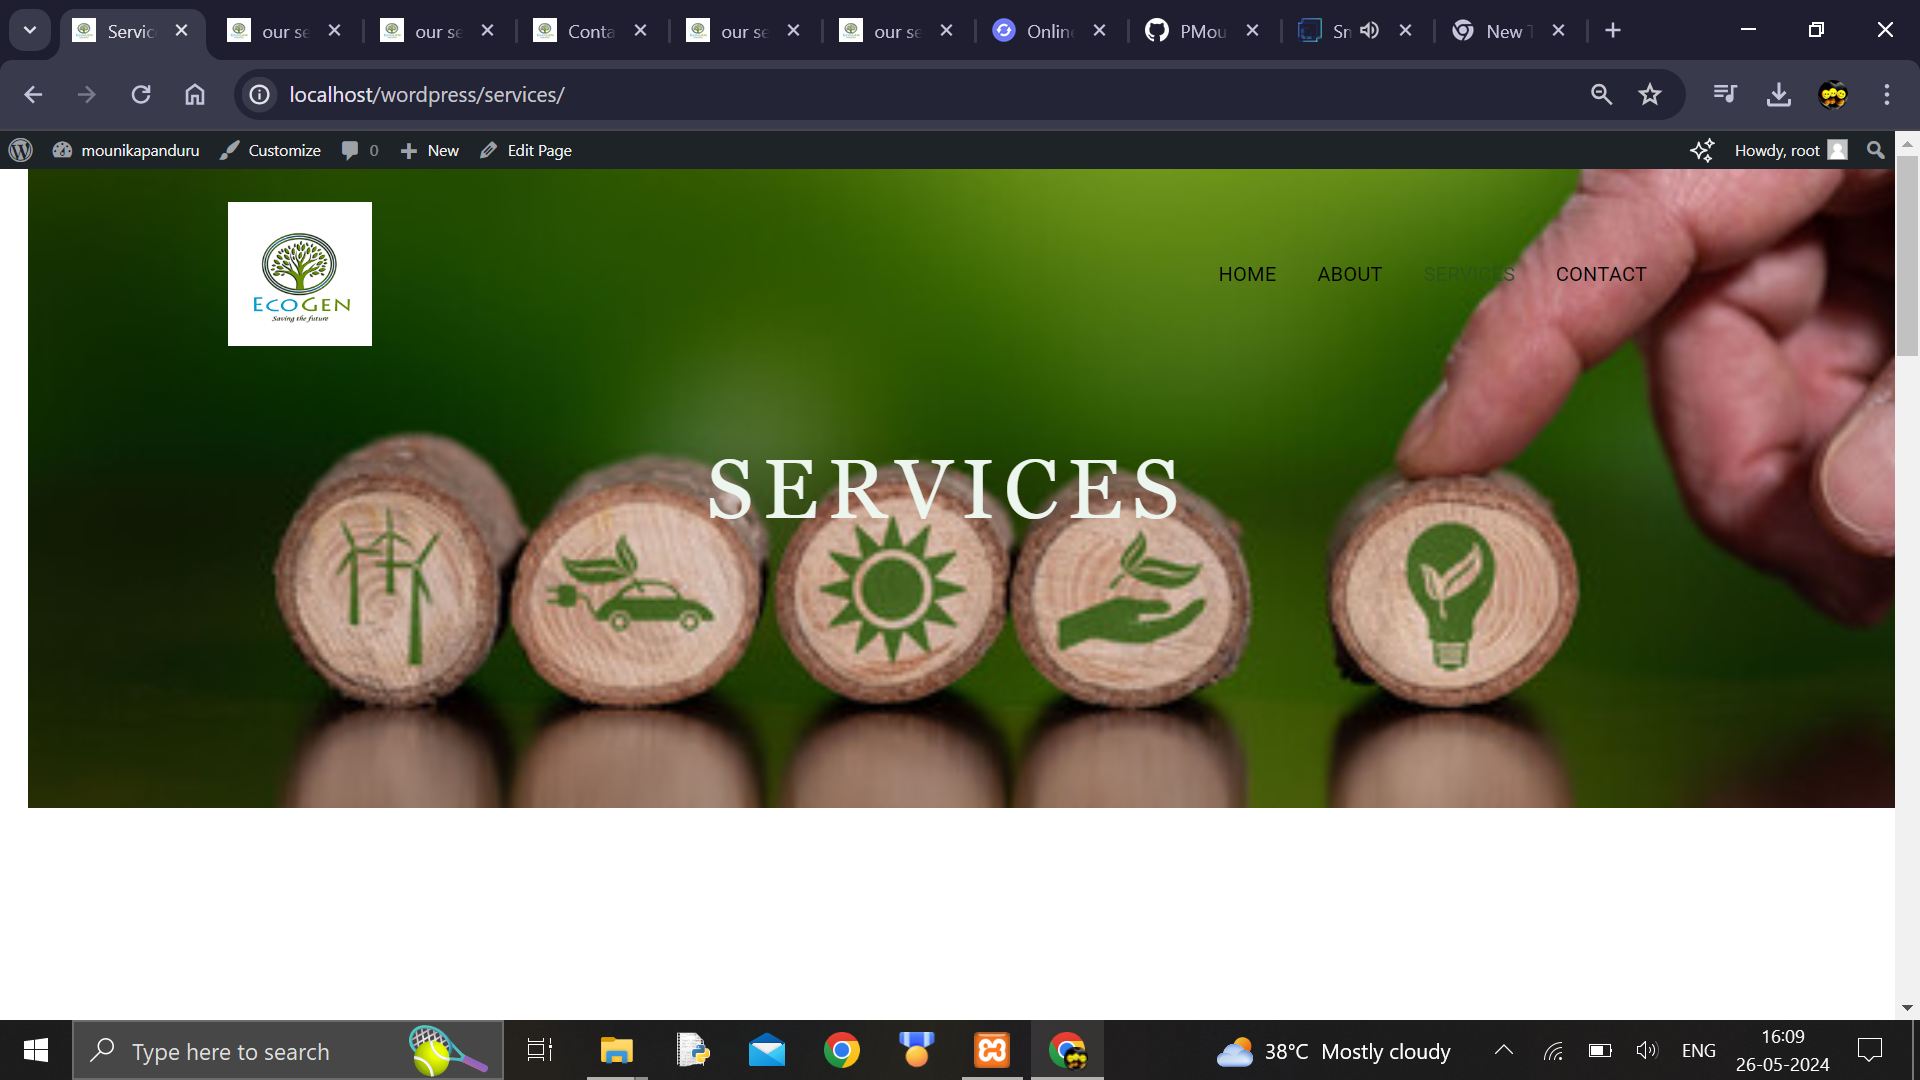 Servic
our se
our se
Conta
our se
our se
Online
PMou
Sn
New T
localhost/wordpress/services/
mounikapanduru
Customize
0
New
Edit Page
Howdy, root
ECOGEN
Saving the future
HOME
ABOUT
SERVICES
CONTACT
SERVICES
Type here to search
38°C Mostly cloudy
ENG
16:09
26-05-2024